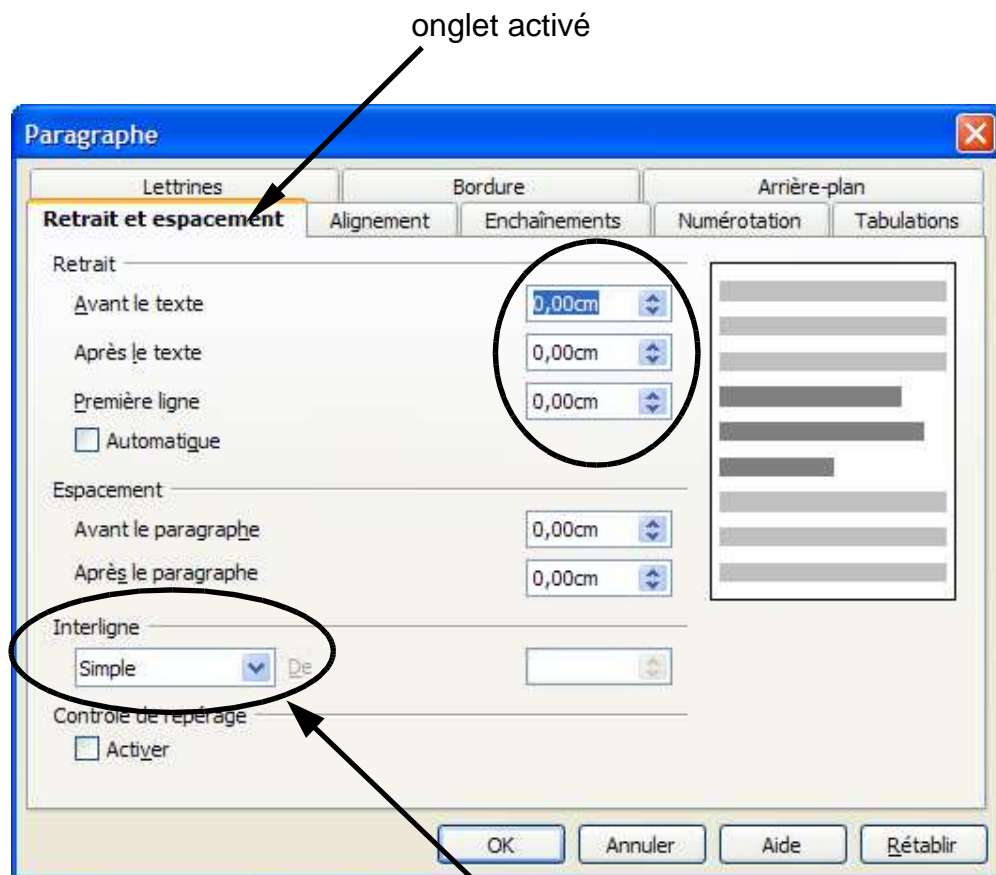 onglet activé
Paragraphe
Lettrines Bordure Arrière-plan
Retrait et espacement Alignement Enchaînements Numérotation Tabulations
Retrait
Avant le texte 0,00cm
Après le texte 0,00cm
Première ligne 0,00cm
Automatique
Espacement
Avant le paragraphe 0,00cm
Après le paragraphe 0,00cm
Interligne
Simple De
Contrôle de repérage
Activer
OK Annuler Aide Rétablir